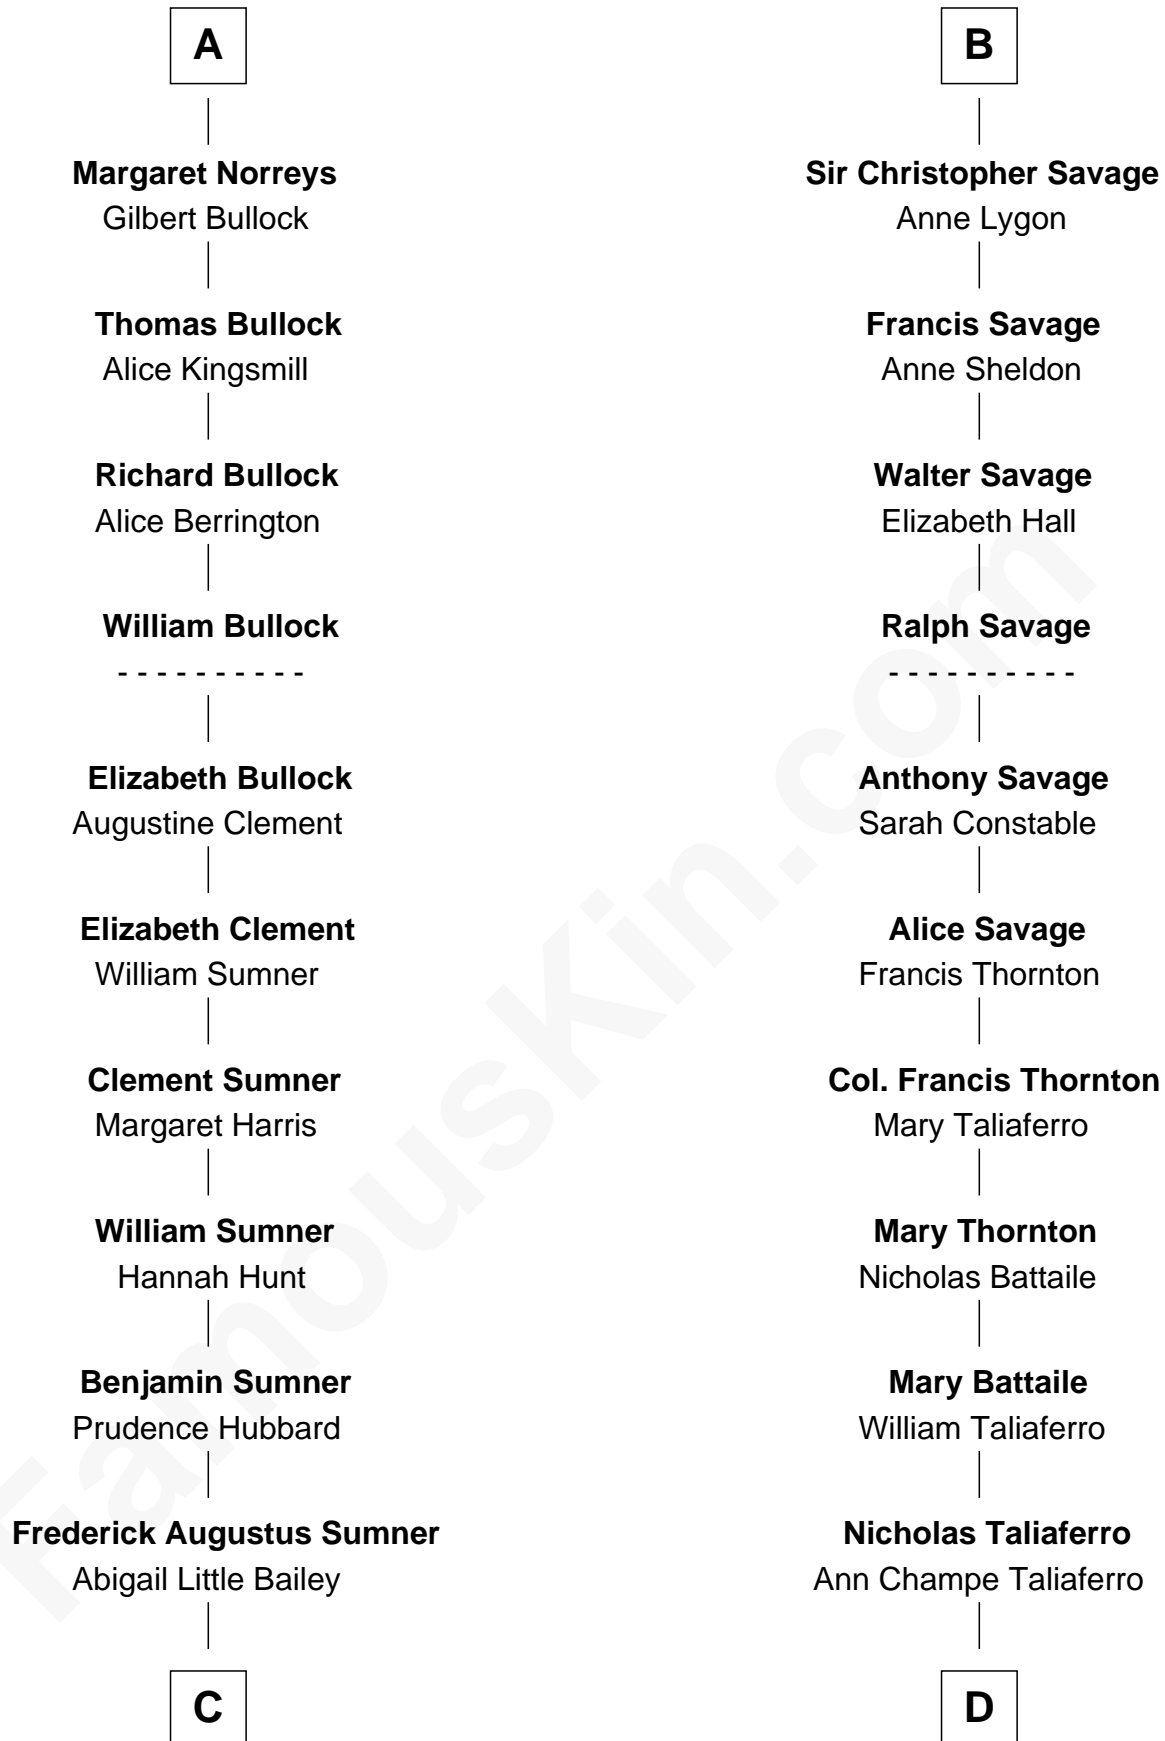 A
Margaret Norreys
Gilbert Bullock
Thomas Bullock
Alice Kingsmill
Richard Bullock
Alice Berrington
William Bullock
- - - - - - - - - -
Elizabeth Bullock
Augustine Clement
Elizabeth Clement
William Sumner
Clement Sumner
Margaret Harris
William Sumner
Hannah Hunt
Benjamin Sumner
Prudence Hubbard
Frederick Augustus Sumner
Abigail Little Bailey
C
B
Sir Christopher Savage
Anne Lygon
Francis Savage
Anne Sheldon
Walter Savage
Elizabeth Hall
Ralph Savage
- - - - - - - - - -
Anthony Savage
Sarah Constable
Alice Savage
Francis Thornton
Col. Francis Thornton
Mary Taliaferro
Mary Thornton
Nicholas Battaile
Mary Battaile
William Taliaferro
Nicholas Taliaferro
Ann Champe Taliaferro
D
FamousKin.com